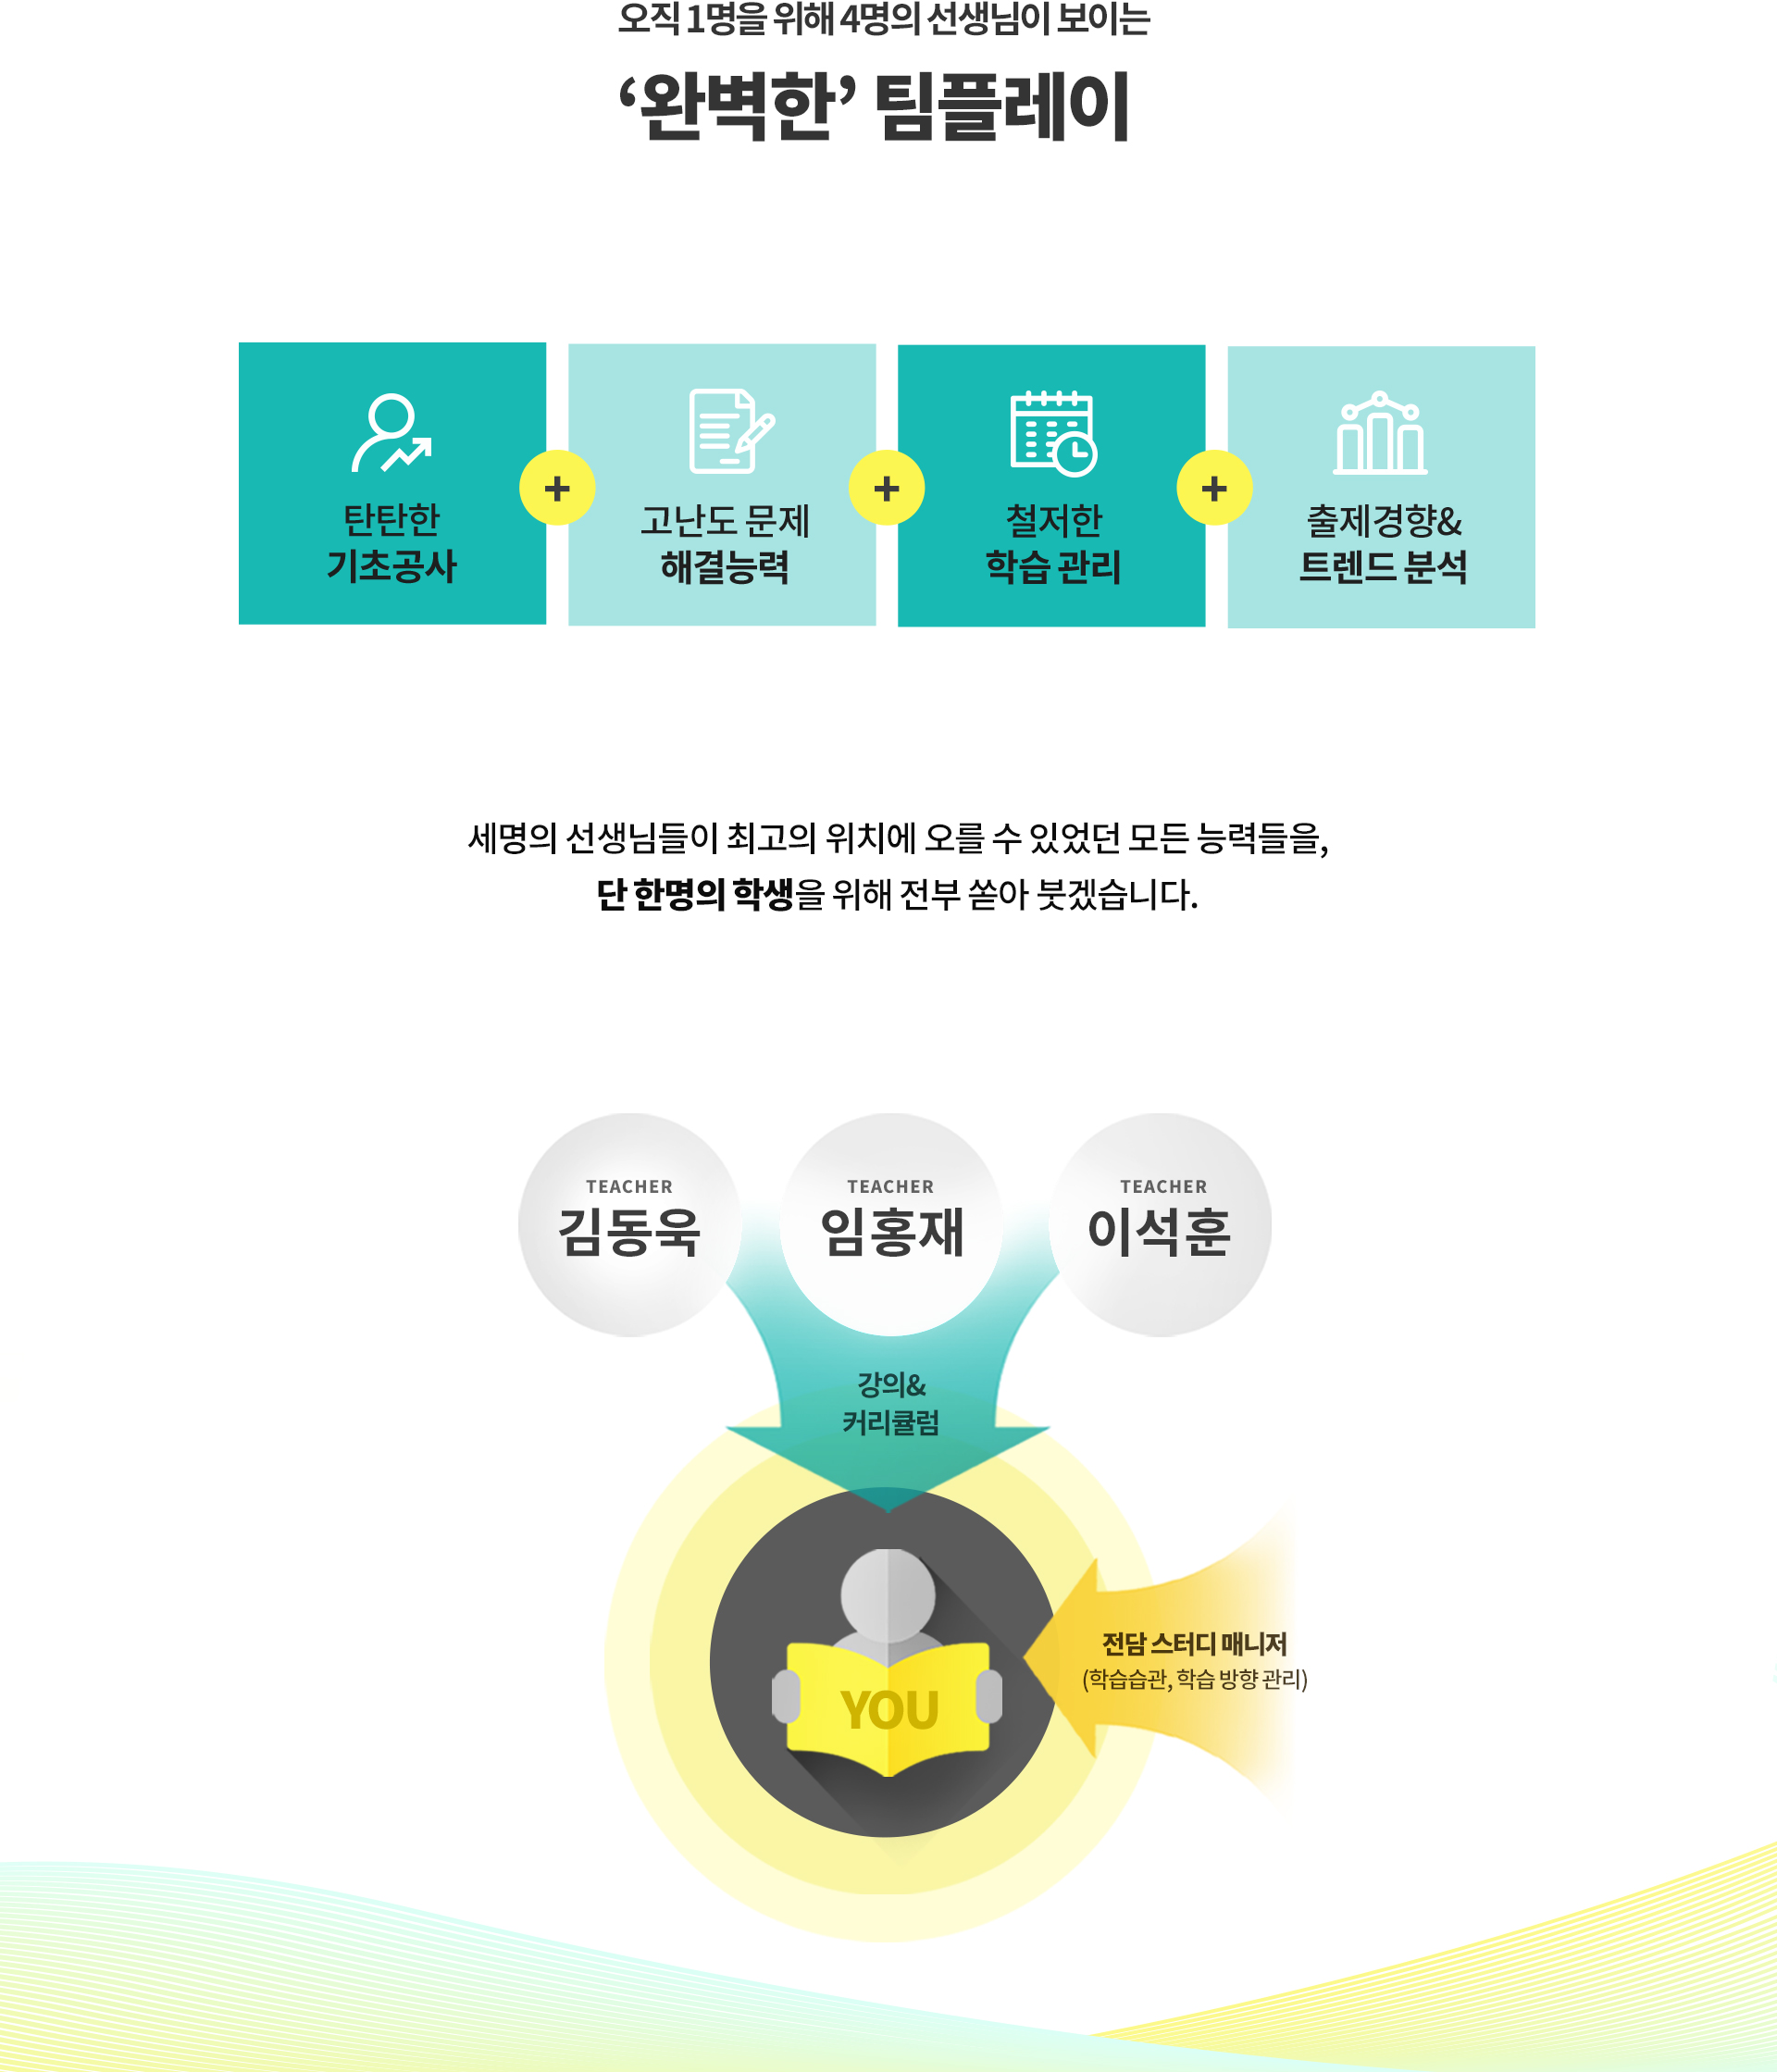 오직 1명을 위해 4명의 선생님이 보이는
‘완벽한’ 팀플레이
탄탄한
기초공사
+
고난도 문제
해결능력
+
철저한
학습 관리
+
출제경향&
트렌드 분석
세명의 선생님들이 최고의 위치에 오를 수 있었던 모든 능력들을,
단 한명의 학생을 위해 전부 쏟아 붓겠습니다.
TEACHER
김동욱
TEACHER
임홍재
TEACHER
이석훈
강의&
커리큘럼
전담 스터디 매니저
(학습습관, 학습 방향 관리)
YOU